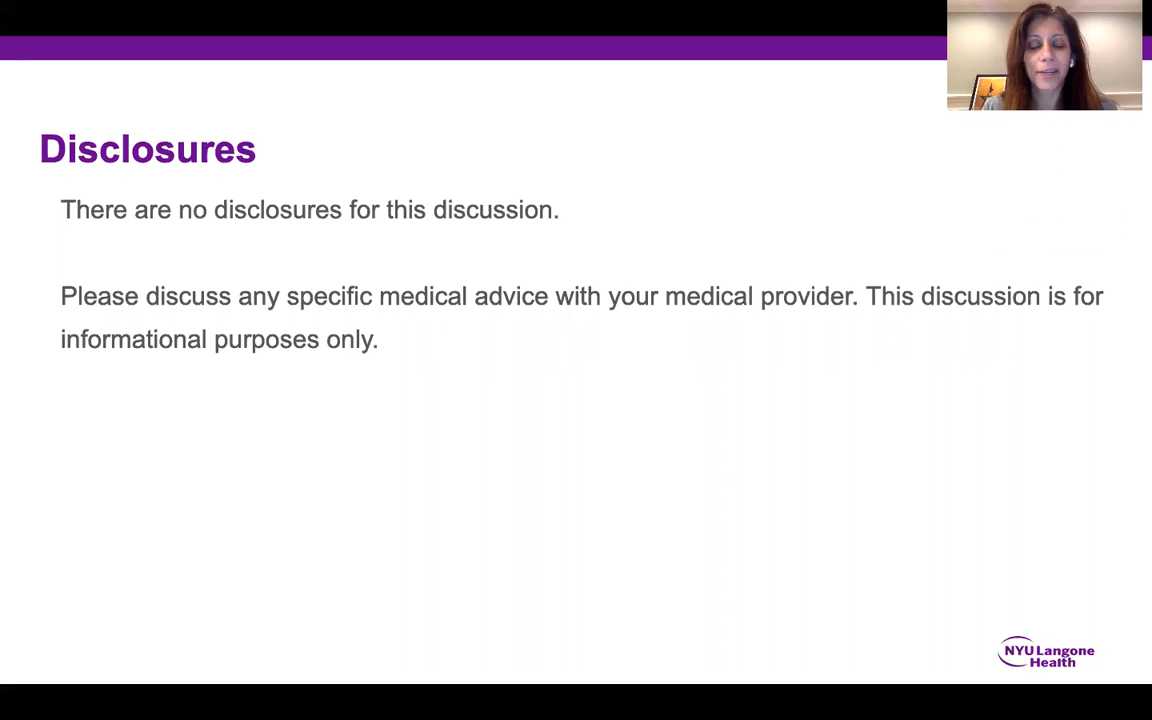 Disclosures
There are no disclosures for this discussion.
Please discuss any specific medical advice with your medical provider. This discussion is for
informational purposes only.
NYU Langone
Health